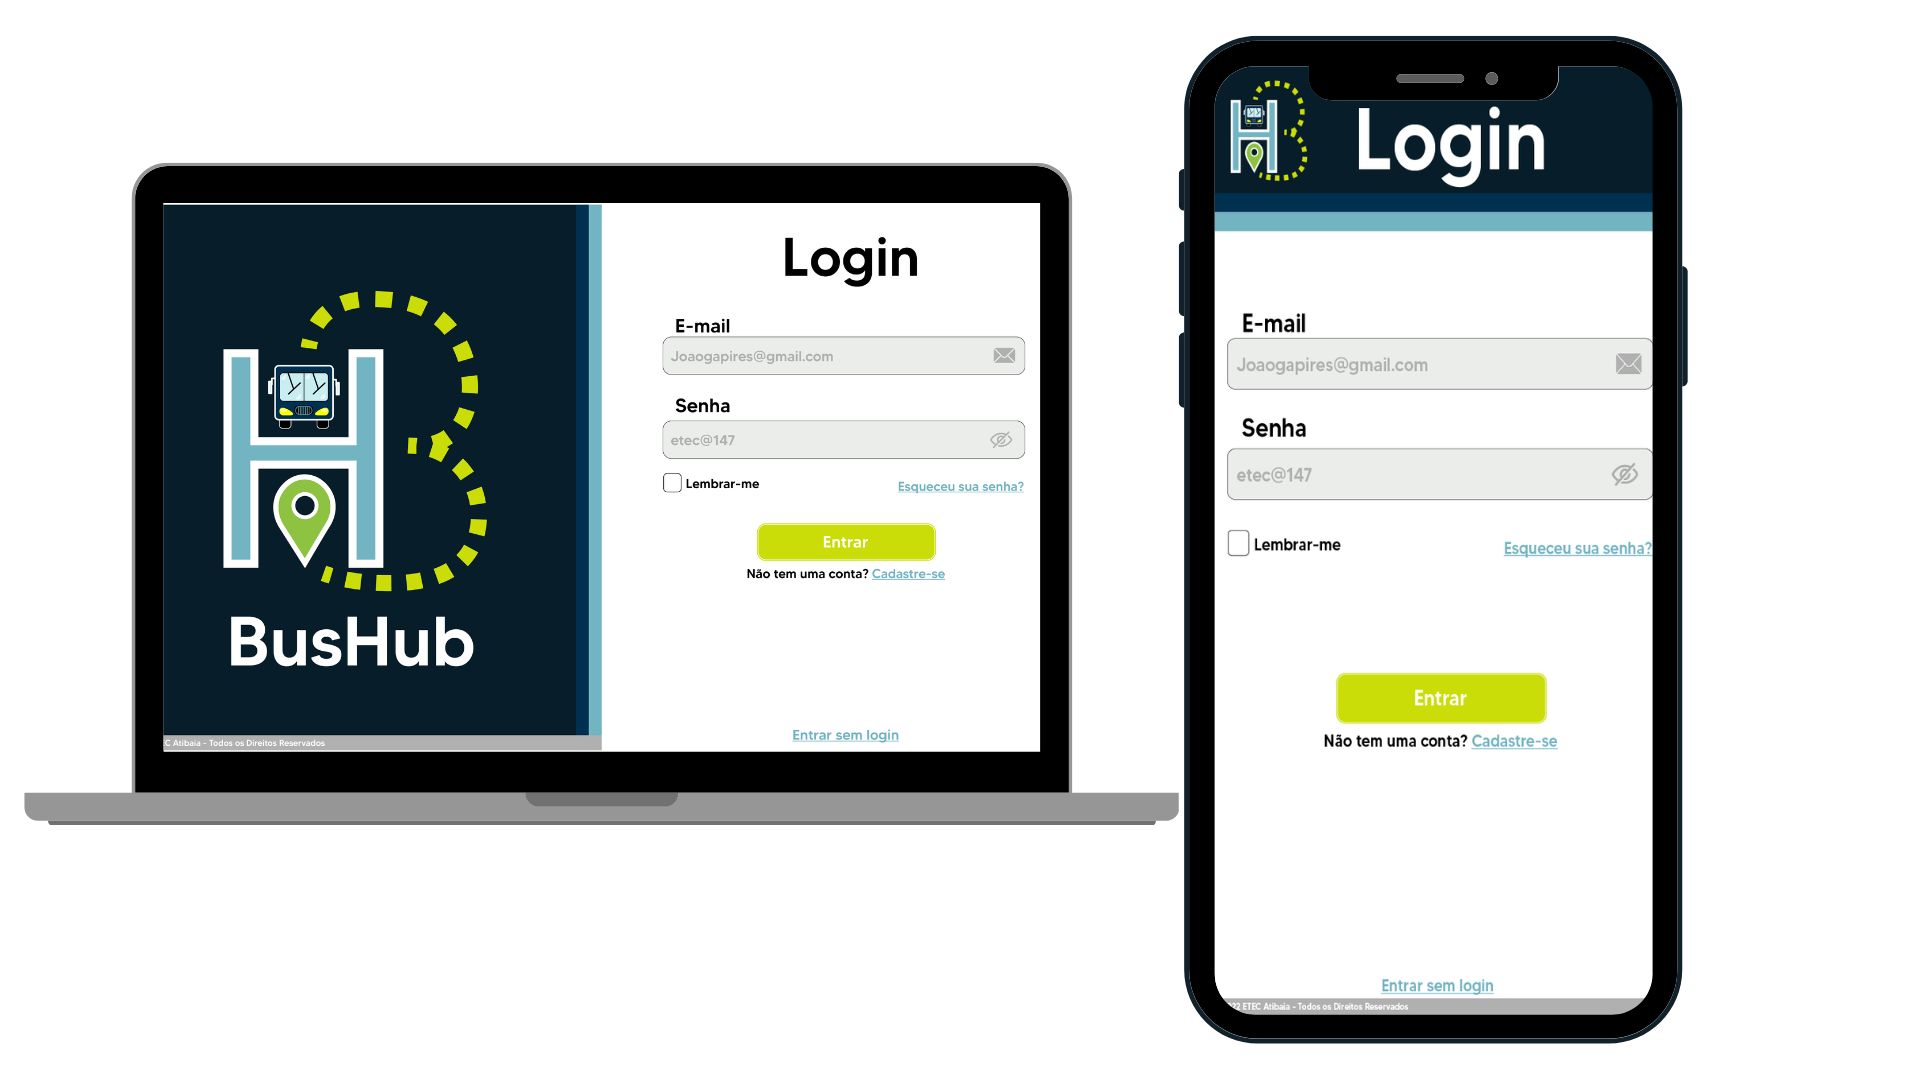 BusHub
C Atibaia - Todos os Direitos Reservados
Login
E-mail
Joaogapires@gmail.com
Senha
etec@147
Lembrar-me
Esqueceu sua senha?
Entrar
Não tem uma conta? Cadastre-se
Entrar sem login
Login
E-mail
Joaogapires@gmail.com
Senha
etec@147
Lembrar-me
Esqueceu sua senha?
Entrar
Não tem uma conta? Cadastre-se
Entrar sem login
22 ETEC Atibaia - Todos os Direitos Reservados